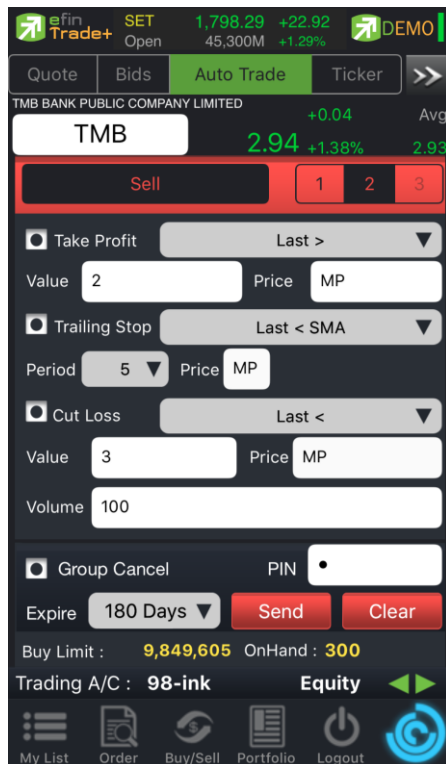 efin Trade+ SET 1,798.29 +22.92 DEMO
Open 45,300M +1.29%
Quote Bids Auto Trade Ticker >>
TMB BANK PUBLIC COMPANY LIMITED
TMB 2.94 +0.04 +1.38% Avg 2.93
Sell 1 2 3
Take Profit Last >
Value 2 Price MP
Trailing Stop Last < SMA
Period 5 Price MP
Cut Loss Last <
Value 3 Price MP
Volume 100
Group Cancel PIN
Expire 180 Days Send Clear
Buy Limit : 9,849,605 OnHand : 300
Trading A/C : 98-ink Equity
My List Order Buy/Sell Portfolio Logout